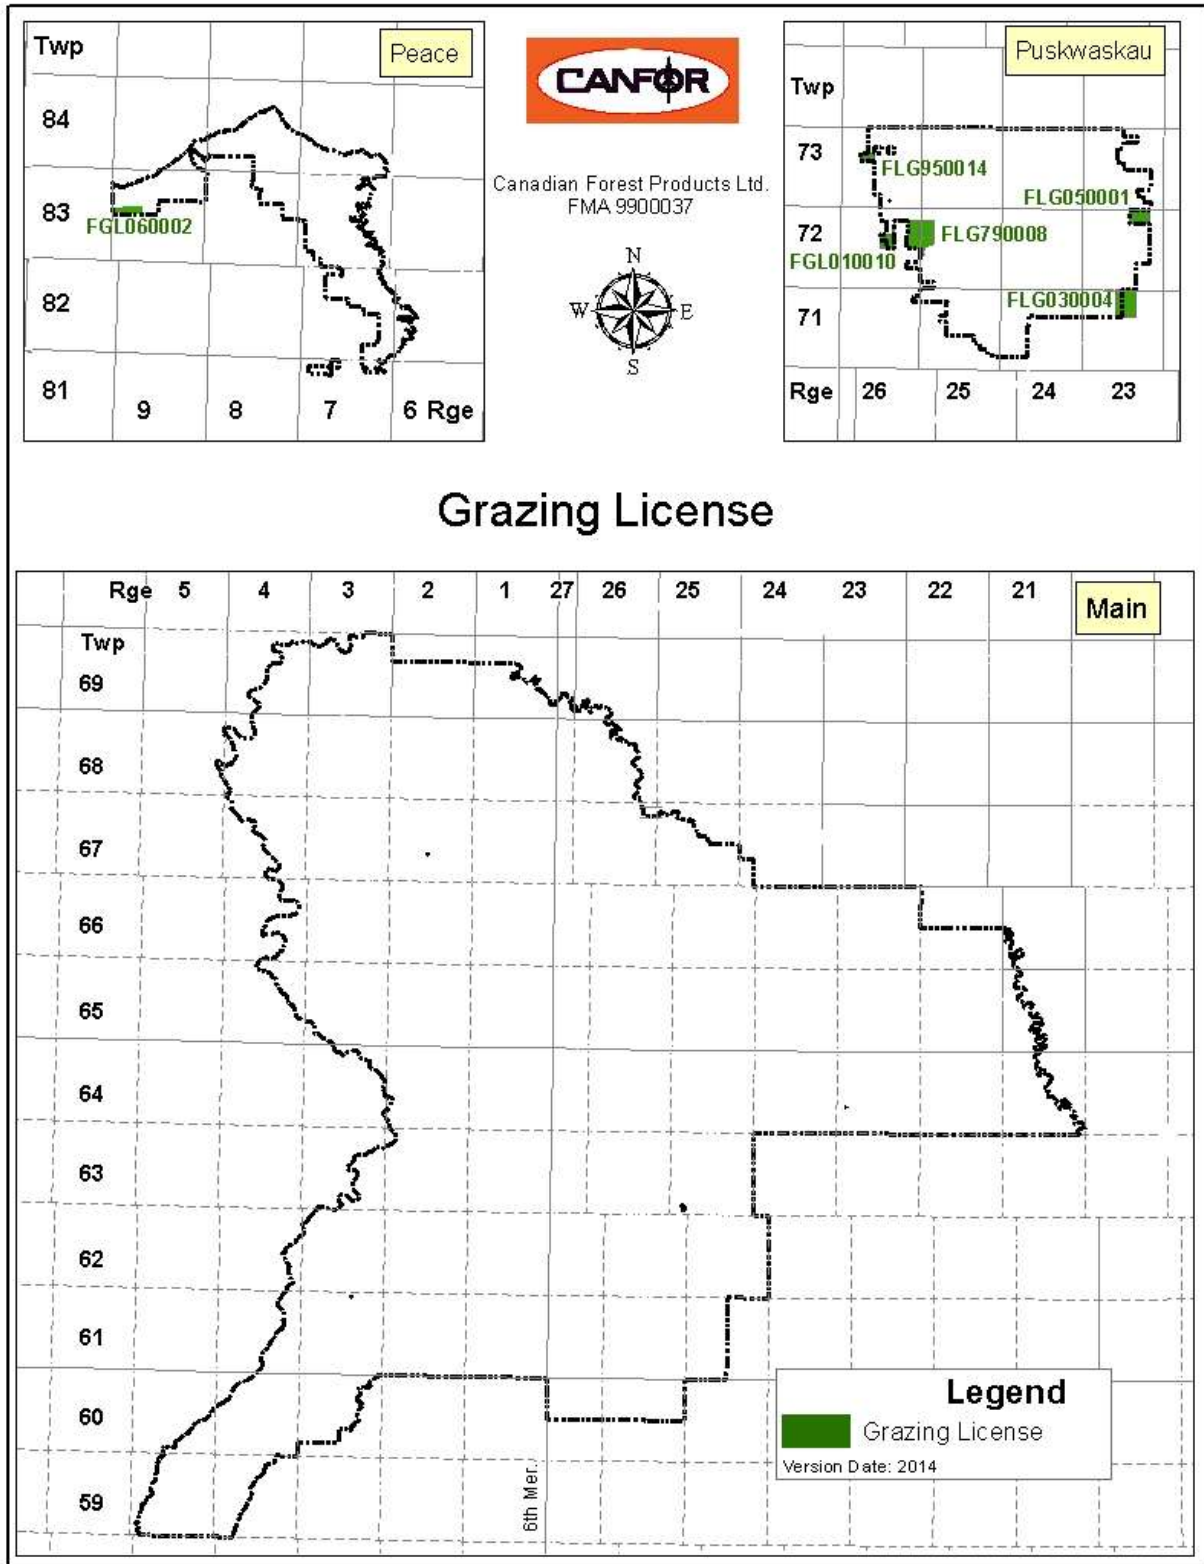 Twp
Peace
84
83
FGL060002
82
81
9 8 7 6 Rge
CANFOR
Canadian Forest Products Ltd.
FMA 9900037
N
W E
S
Puskwaskau
Twp
73
FLG950014
FLG050001
72
FLG790008
FGL010010
FLG030004
71
Rge 26 25 24 23
Grazing License
Rge 5 4 3 2 1 27 26 25 24 23 22 21
Main
Twp
69
68
67
66
65
64
63
62
61
60
59
6th Mer.
Legend
Grazing License
Version Date: 2014